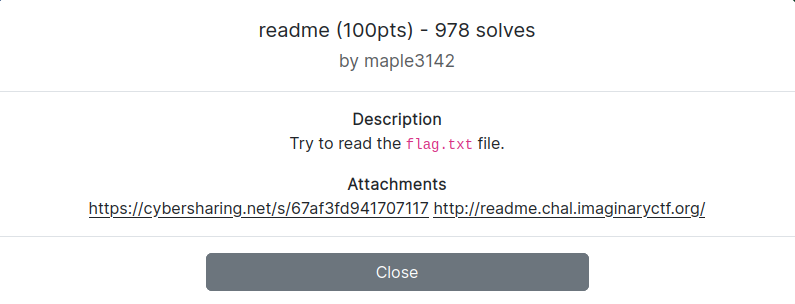 readme (100pts) - 978 solves
by maple3142
Description
Try to read the flag.txt file.
Attachments
https://cybersharing.net/s/67af3fd941707117 http://readme.chal.imaginaryctf.org/
Close